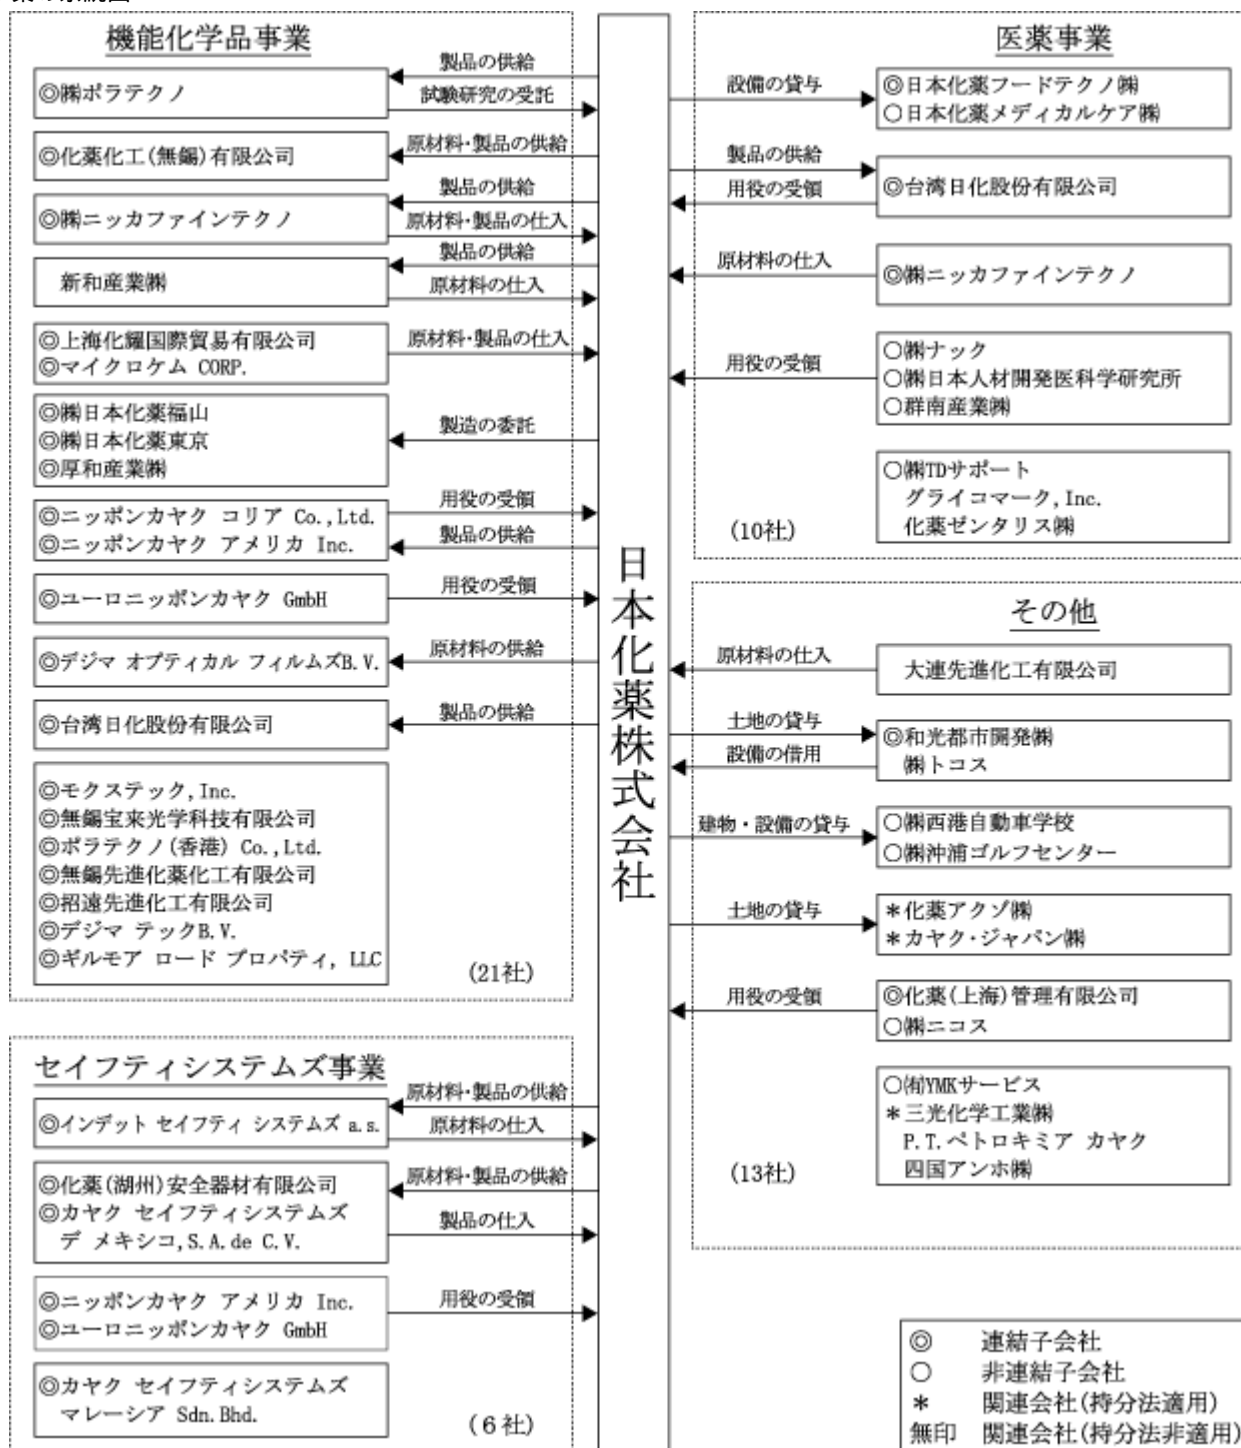 機能化学品事業
製品の供給
◎㈱ポラテクノ
試験研究の受託
原材料・製品の供給
◎化薬化工(無錫)有限公司
製品の供給
◎㈱ニッカファインテクノ
原材料・製品の仕入
製品の供給
新和産業㈱
原材料の仕入
◎上海化耀国際貿易有限公司
◎マイクロケム CORP.
原材料・製品の仕入
◎㈱日本化薬福山
◎㈱日本化薬東京
◎厚和産業㈱
製造の委託
用役の受領
◎ニッポンカヤク コリア Co.,Ltd.
◎ニッポンカヤク アメリカ Inc.
製品の供給
用役の受領
◎ユーロニッポンカヤク GmbH
原材料の供給
◎デジマ オプティカル フィルムズB.V.
製品の供給
◎台湾日化股份有限公司
◎モクステック,Inc.
◎無錫宝来光学科技有限公司
◎ポラテクノ(香港) Co.,Ltd.
◎無錫先進化薬化工有限公司
◎招遠先進化工有限公司
◎デジマ テックB.V.
◎ギルモア ロード プロパティ, LLC
(21社)
セイフティシステムズ事業
原材料・製品の供給
◎インデット セイフティ システムズ a.s.
原材料の仕入
原材料・製品の供給
◎化薬(湖州)安全器材有限公司
◎カヤク セイフティシステムズ
デ メキシコ,S.A.de C.V.
製品の仕入
◎ニッポンカヤク アメリカ Inc.
◎ユーロニッポンカヤク GmbH
用役の受領
◎カヤク セイフティシステムズ
マレーシア Sdn.Bhd.
(6社)
日本化薬株式会社
医薬事業
設備の貸与
◎日本化薬フードテクノ㈱
○日本化薬メディカルケア㈱
製品の供給
用役の受領
◎台湾日化股份有限公司
原材料の仕入
◎㈱ニッカファインテクノ
用役の受領
○㈱ナック
○㈱日本人材開発医科学研究所
○群南産業㈱
○㈱TDサポート
グライコマーク,Inc.
化薬ゼンタリス㈱
(10社)
その他
原材料の仕入
大連先進化工有限公司
土地の貸与
設備の借用
◎和光都市開発㈱
㈱トコス
建物・設備の貸与
○㈱西港自動車学校
○㈱沖浦ゴルフセンター
土地の貸与
＊化薬アクゾ㈱
＊カヤク・ジャパン㈱
用役の受領
◎化薬(上海)管理有限公司
○㈱ニコス
○㈲YMKサービス
＊三光化学工業㈱
P.T.ペトロキミア カヤク
四国アンホ㈱
(13社)
◎ 連結子会社
○ 非連結子会社
＊ 関連会社(持分法適用)
無印 関連会社(持分法非適用)